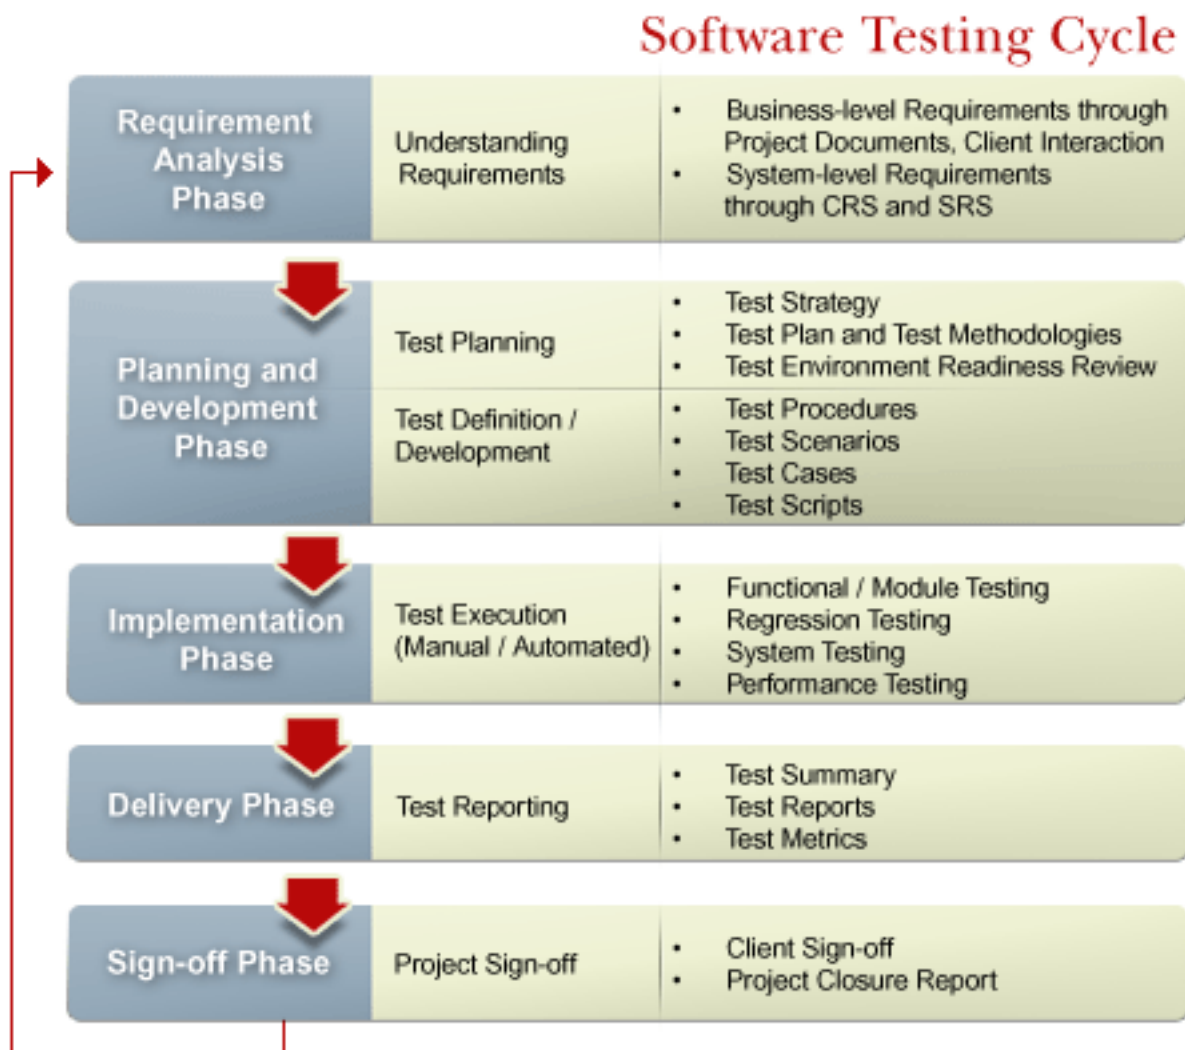 Software Testing Cycle
Requirement
Analysis
Phase
Understanding
Requirements
• Business-level Requirements through
Project Documents, Client Interaction
• System-level Requirements
through CRS and SRS
Planning and
Development
Phase
Test Planning
• Test Strategy
• Test Plan and Test Methodologies
• Test Environment Readiness Review
Test Definition /
Development
• Test Procedures
• Test Scenarios
• Test Cases
• Test Scripts
Implementation
Phase
Test Execution
(Manual / Automated)
• Functional / Module Testing
• Regression Testing
• System Testing
• Performance Testing
Delivery Phase
Test Reporting
• Test Summary
• Test Reports
• Test Metrics
Sign-off Phase
Project Sign-off
• Client Sign-off
• Project Closure Report